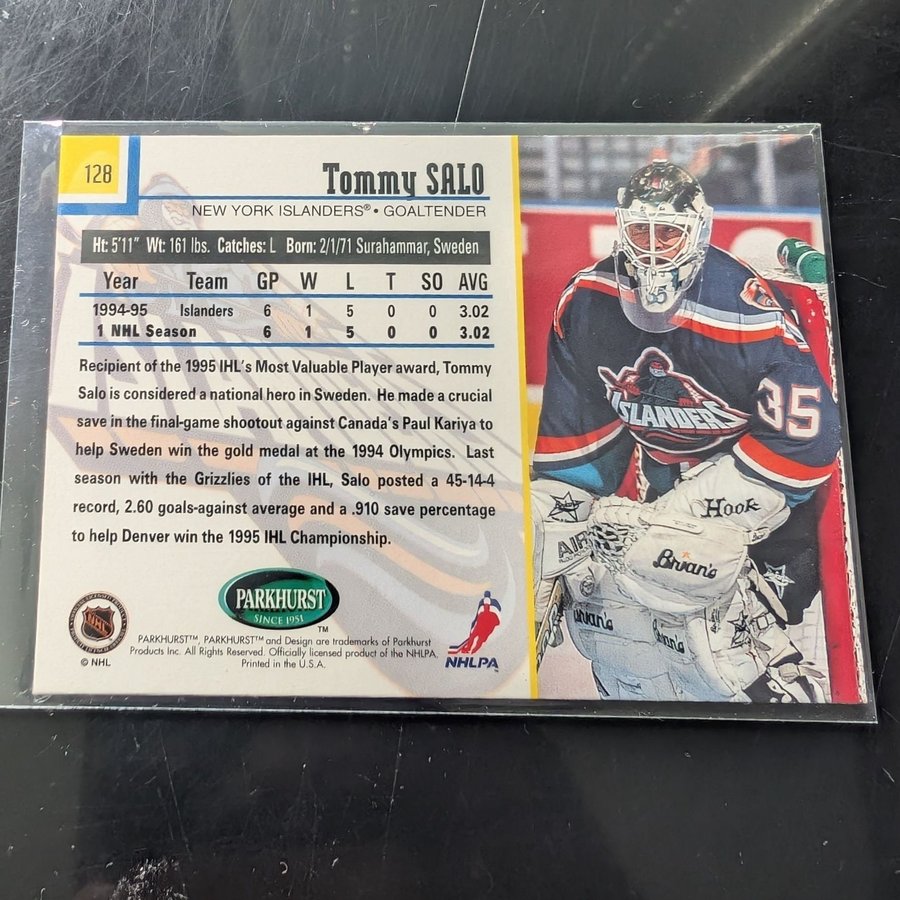 128
Tommy SALO
NEW YORK ISLANDERS® • GOALTENDER
Ht: 5'11" Wt: 161 lbs. Catches: L Born: 2/1/71 Surahammar, Sweden
Year Team GP W L T SO AVG
1994-95 Islanders 6 1 5 0 0 3.02
1 NHL Season 6 1 5 0 0 3.02
Recipient of the 1995 IHL's Most Valuable Player award, Tommy
Salo is considered a national hero in Sweden. He made a crucial
save in the final-game shootout against Canada's Paul Kariya to
help Sweden win the gold medal at the 1994 Olympics. Last
season with the Grizzlies of the IHL, Salo posted a 45-14-4
record, 2.60 goals-against average and a .910 save percentage
to help Denver win the 1995 IHL Championship.
PARKHURST
SINCE 1951
™
NHL
© NHL
PARKHURST™, PARKHURST™ and Design are trademarks of Parkhurst
Products Inc. All Rights Reserved. Officially licensed product of the NHLPA.
Printed in the U.S.A.
NHLPA
35
ISLANDERS
35
Hook
AIR
Brian's